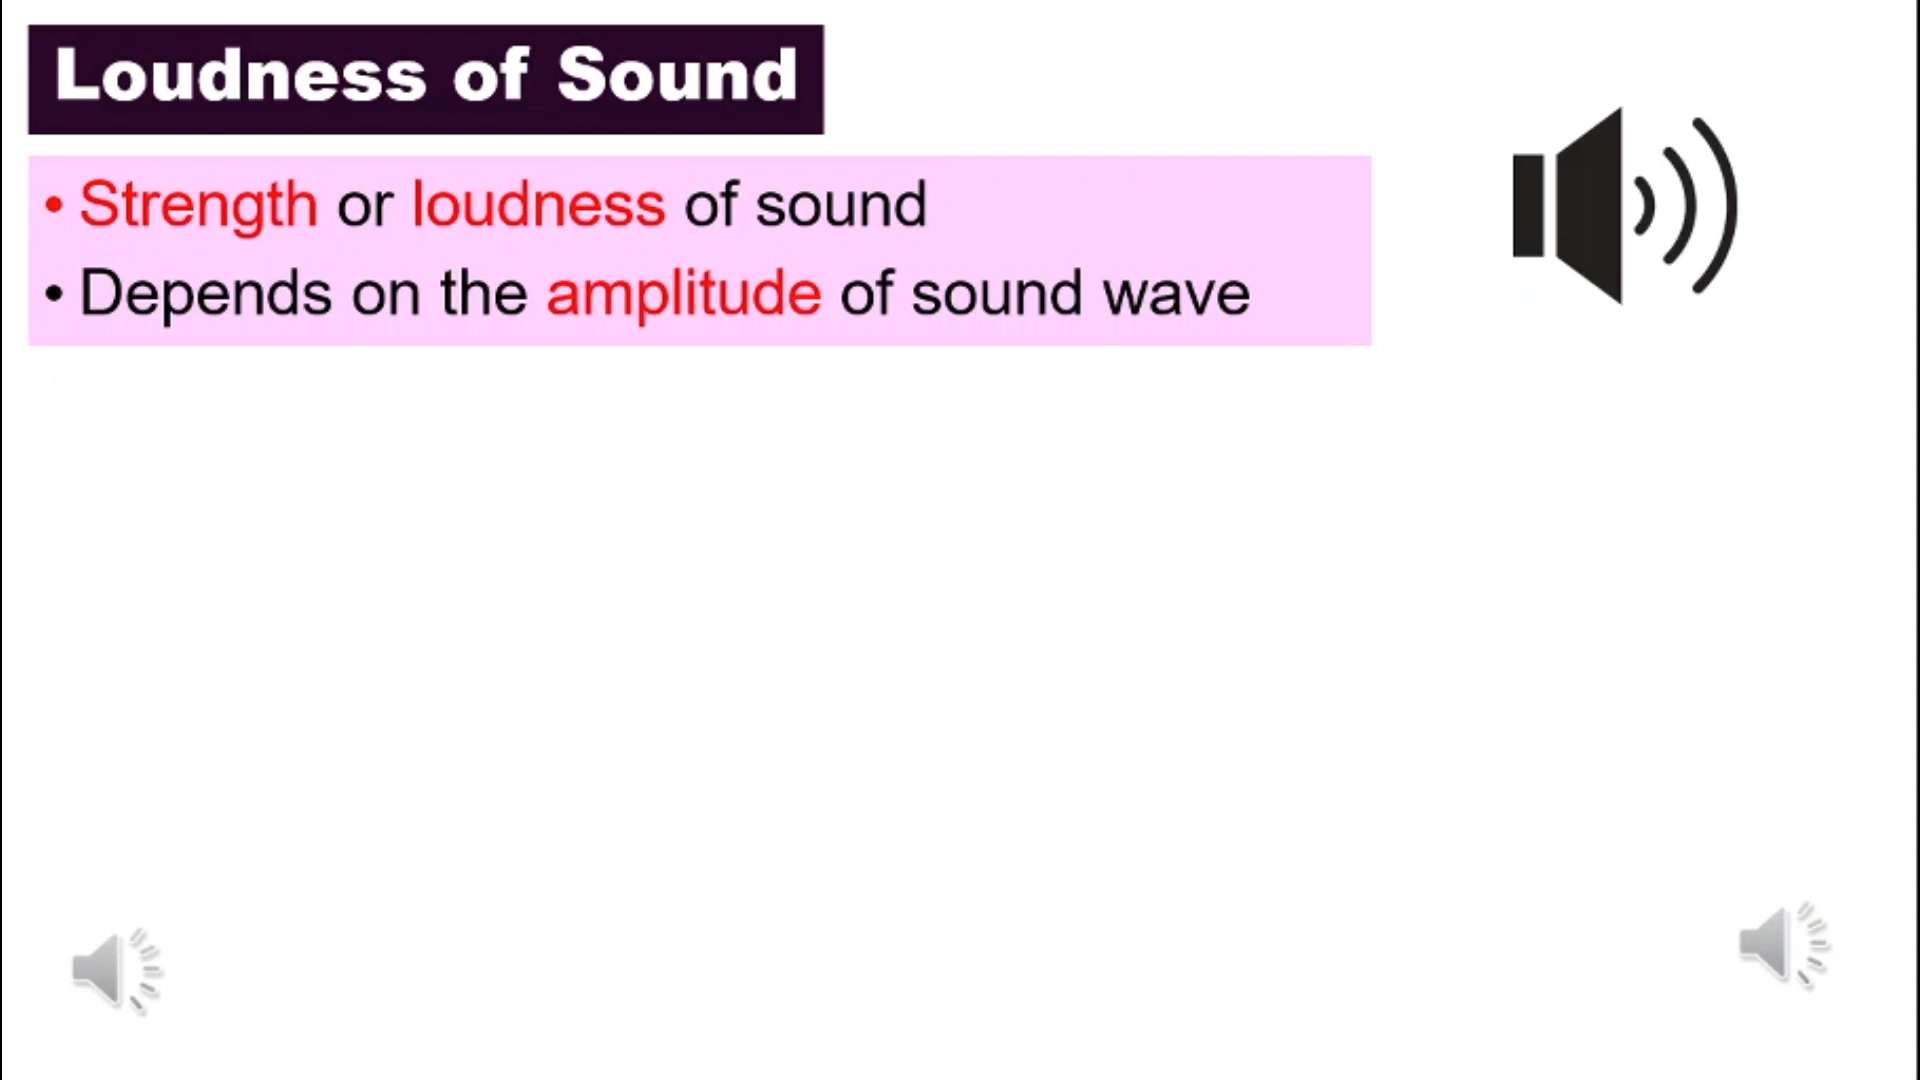 Loudness of Sound
• Strength or loudness of sound
• Depends on the amplitude of sound wave